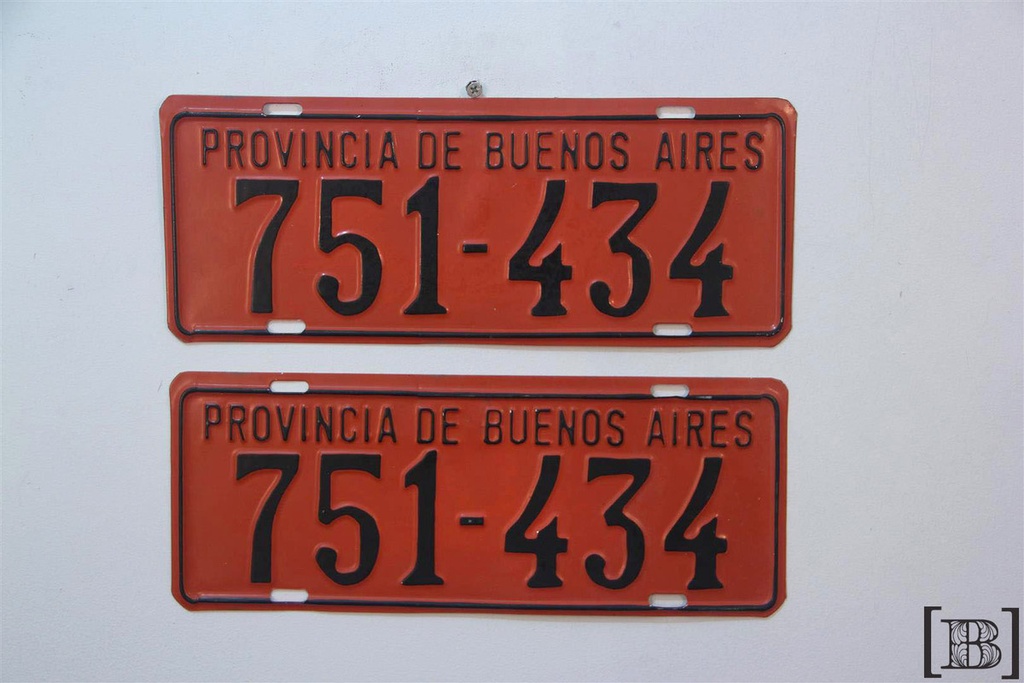 PROVINCIA DE BUENOS AIRES
751-434
PROVINCIA DE BUENOS AIRES
751-434
[B]